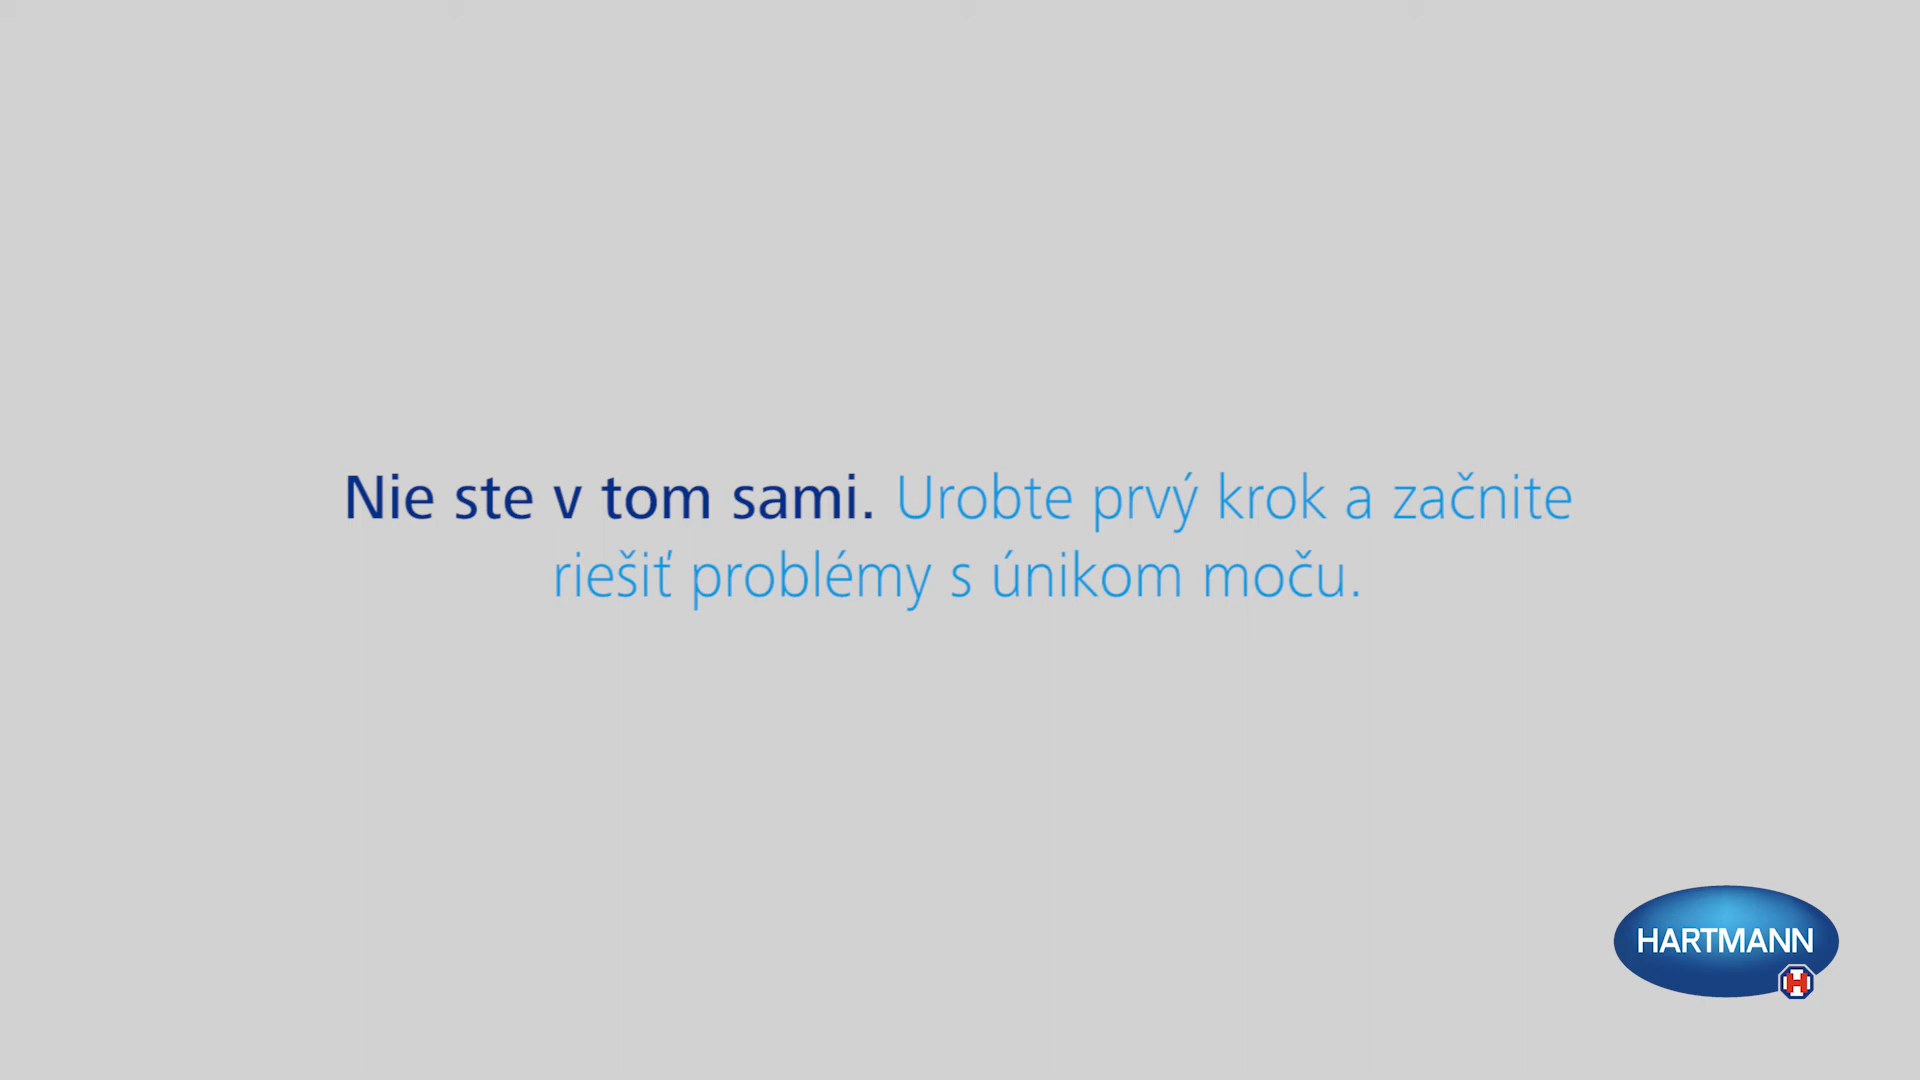 Nie ste v tom sami. Urobte prvý krok a začnite
riešiť problémy s únikom moču.
HARTMANN